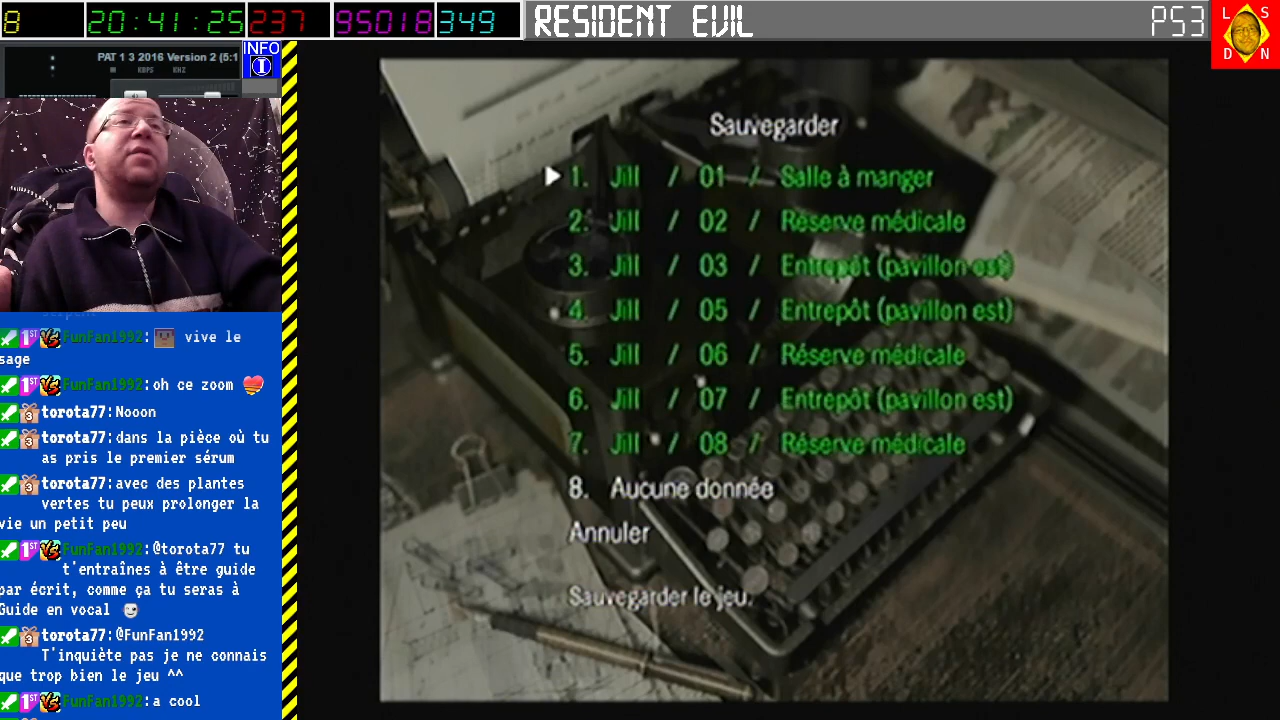 8 20:41:25 237 95018 349 RESIDENT EVIL PS3
L S
D N
INFO
PAT 1 3 2016 Version 2 (5:1
KBPS KHZ
FunFan1992: vive le
sage
FunFan1992: oh ce zoom
torota77: Nooon
torota77: dans la pièce où tu
as pris le premier sérum
torota77: avec des plantes
vertes tu peux prolonger la
vie un petit peu
FunFan1992: @torota77 tu
t'entraînes à être guide
par écrit, comme ça tu seras à
Guide en vocal
torota77: @FunFan1992
T'inquiète pas je ne connais
que trop bien le jeu ^^
FunFan1992: a cool
Sauvegarder
1. Jill / 01 / Salle à manger
2. Jill / 02 / Réserve médicale
3. Jill / 03 / Entrepôt (pavillon est)
4. Jill / 05 / Entrepôt (pavillon est)
5. Jill / 06 / Réserve médicale
6. Jill / 07 / Entrepôt (pavillon est)
7. Jill / 08 / Réserve médicale
8. Aucune donnée
Annuler
Sauvegarder le jeu.